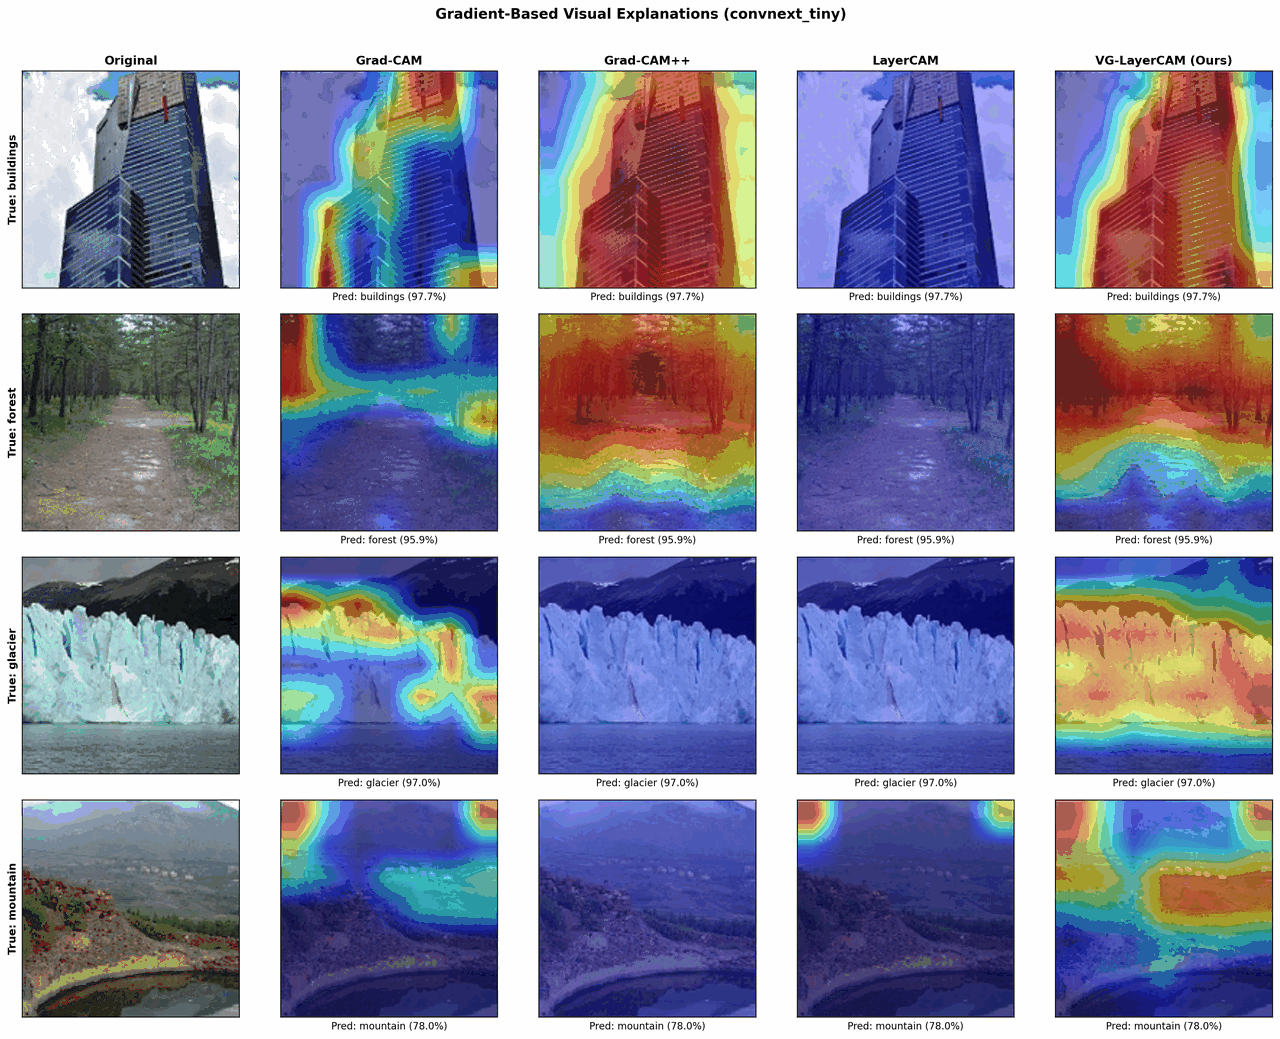 Gradient-Based Visual Explanations (convnext_tiny)
Original
Grad-CAM
Grad-CAM++
LayerCAM
VG-LayerCAM (Ours)
True: buildings
Pred: buildings (97.7%)
Pred: buildings (97.7%)
Pred: buildings (97.7%)
Pred: buildings (97.7%)
True: forest
Pred: forest (95.9%)
Pred: forest (95.9%)
Pred: forest (95.9%)
Pred: forest (95.9%)
True: glacier
Pred: glacier (97.0%)
Pred: glacier (97.0%)
Pred: glacier (97.0%)
Pred: glacier (97.0%)
True: mountain
Pred: mountain (78.0%)
Pred: mountain (78.0%)
Pred: mountain (78.0%)
Pred: mountain (78.0%)